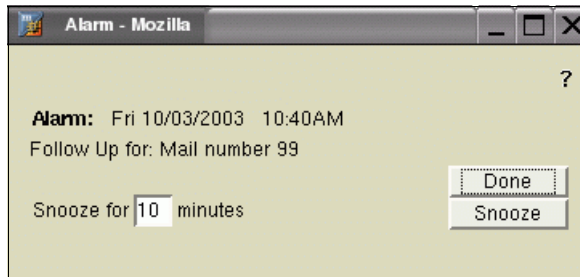 Alarm - Mozilla
?
Alarm: Fri 10/03/2003 10:40AM
Follow Up for: Mail number 99
Done
Snooze for 10 minutes
Snooze